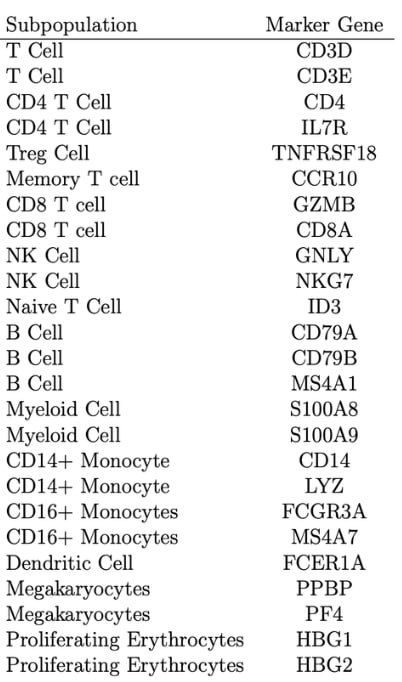 Subpopulation Marker Gene
T Cell CD3D
T Cell CD3E
CD4 T Cell CD4
CD4 T Cell IL7R
Treg Cell TNFRSF18
Memory T cell CCR10
CD8 T cell GZMB
CD8 T cell CD8A
NK Cell GNLY
NK Cell NKG7
Naive T Cell ID3
B Cell CD79A
B Cell CD79B
B Cell MS4A1
Myeloid Cell S100A8
Myeloid Cell S100A9
CD14+ Monocyte CD14
CD14+ Monocyte LYZ
CD16+ Monocytes FCGR3A
CD16+ Monocytes MS4A7
Dendritic Cell FCER1A
Megakaryocytes PPBP
Megakaryocytes PF4
Proliferating Erythrocytes HBG1
Proliferating Erythrocytes HBG2